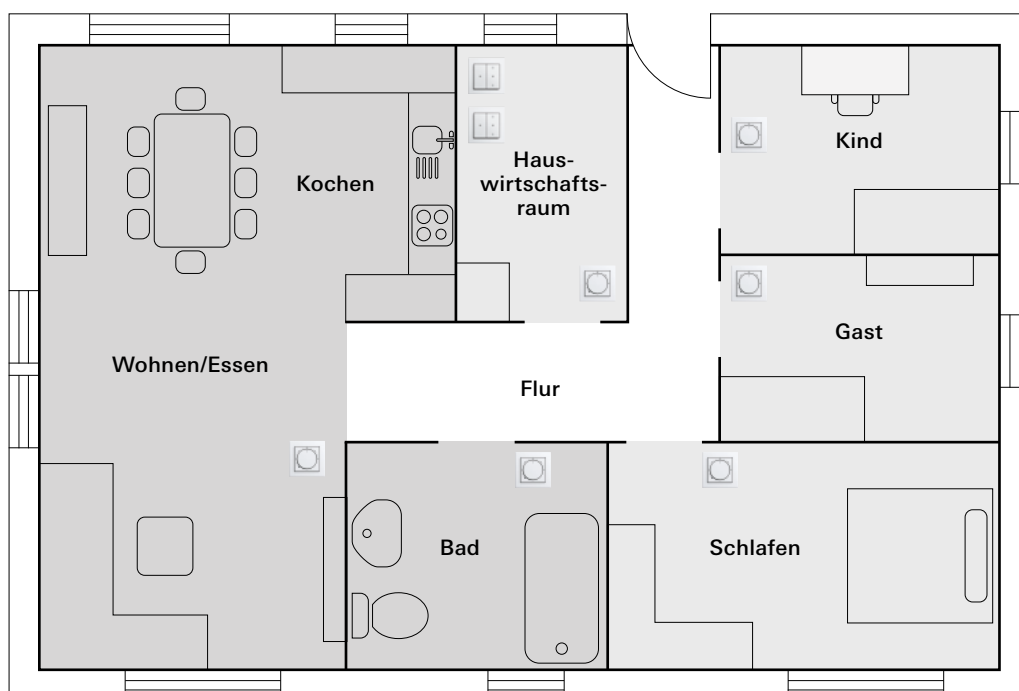 Kochen
Haus-
wirtschafts-
raum
Kind
Wohnen/Essen
Flur
Gast
Bad
Schlafen